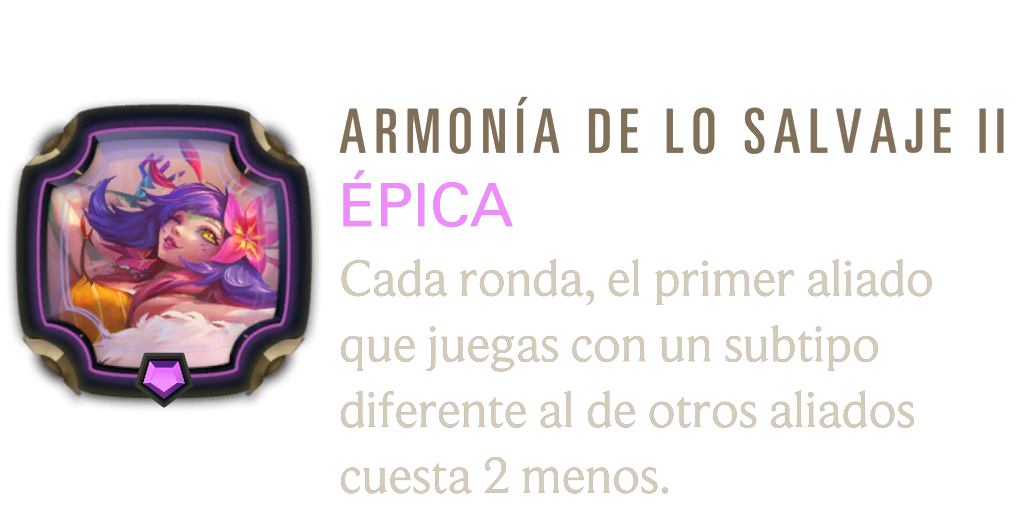 ARMONÍA DE LO SALVAJE II
ÉPICA
Cada ronda, el primer aliado
que juegas con un subtipo
diferente al de otros aliados
cuesta 2 menos.